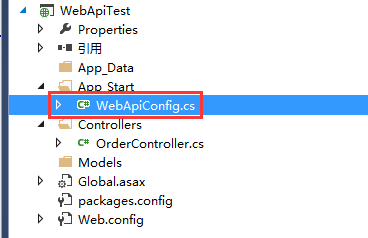 WebApiTest
Properties
引用
App_Data
App_Start
C# WebApiConfig.cs
Controllers
C# OrderController.cs
Models
Global.asax
packages.config
Web.config